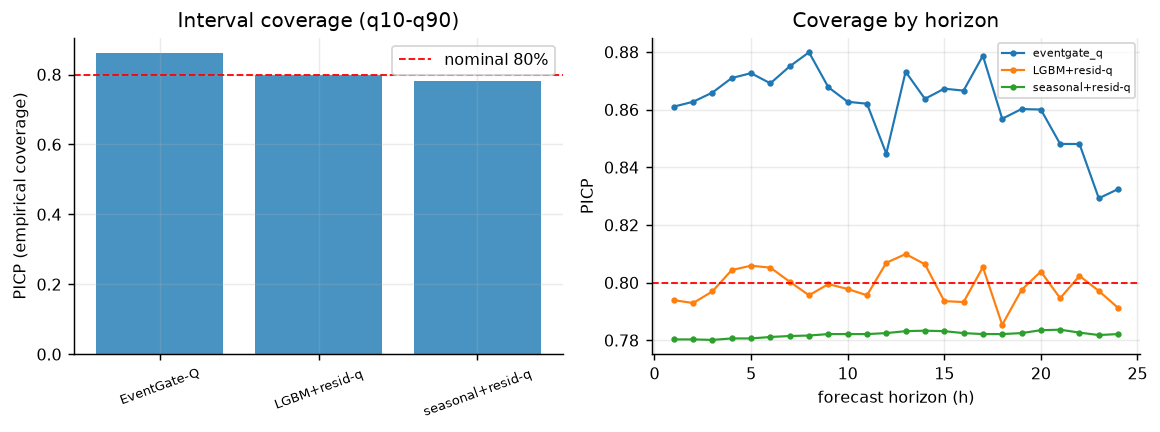 Interval coverage (q10-q90)
nominal 80%
PICP (empirical coverage)
0.8
0.6
0.4
0.2
0.0
EventGate-Q
LGBM+resid-q
seasonal+resid-q
Coverage by horizon
eventgate_q
LGBM+resid-q
seasonal+resid-q
PICP
0.88
0.86
0.84
0.82
0.80
0.78
0 5 10 15 20 25
forecast horizon (h)